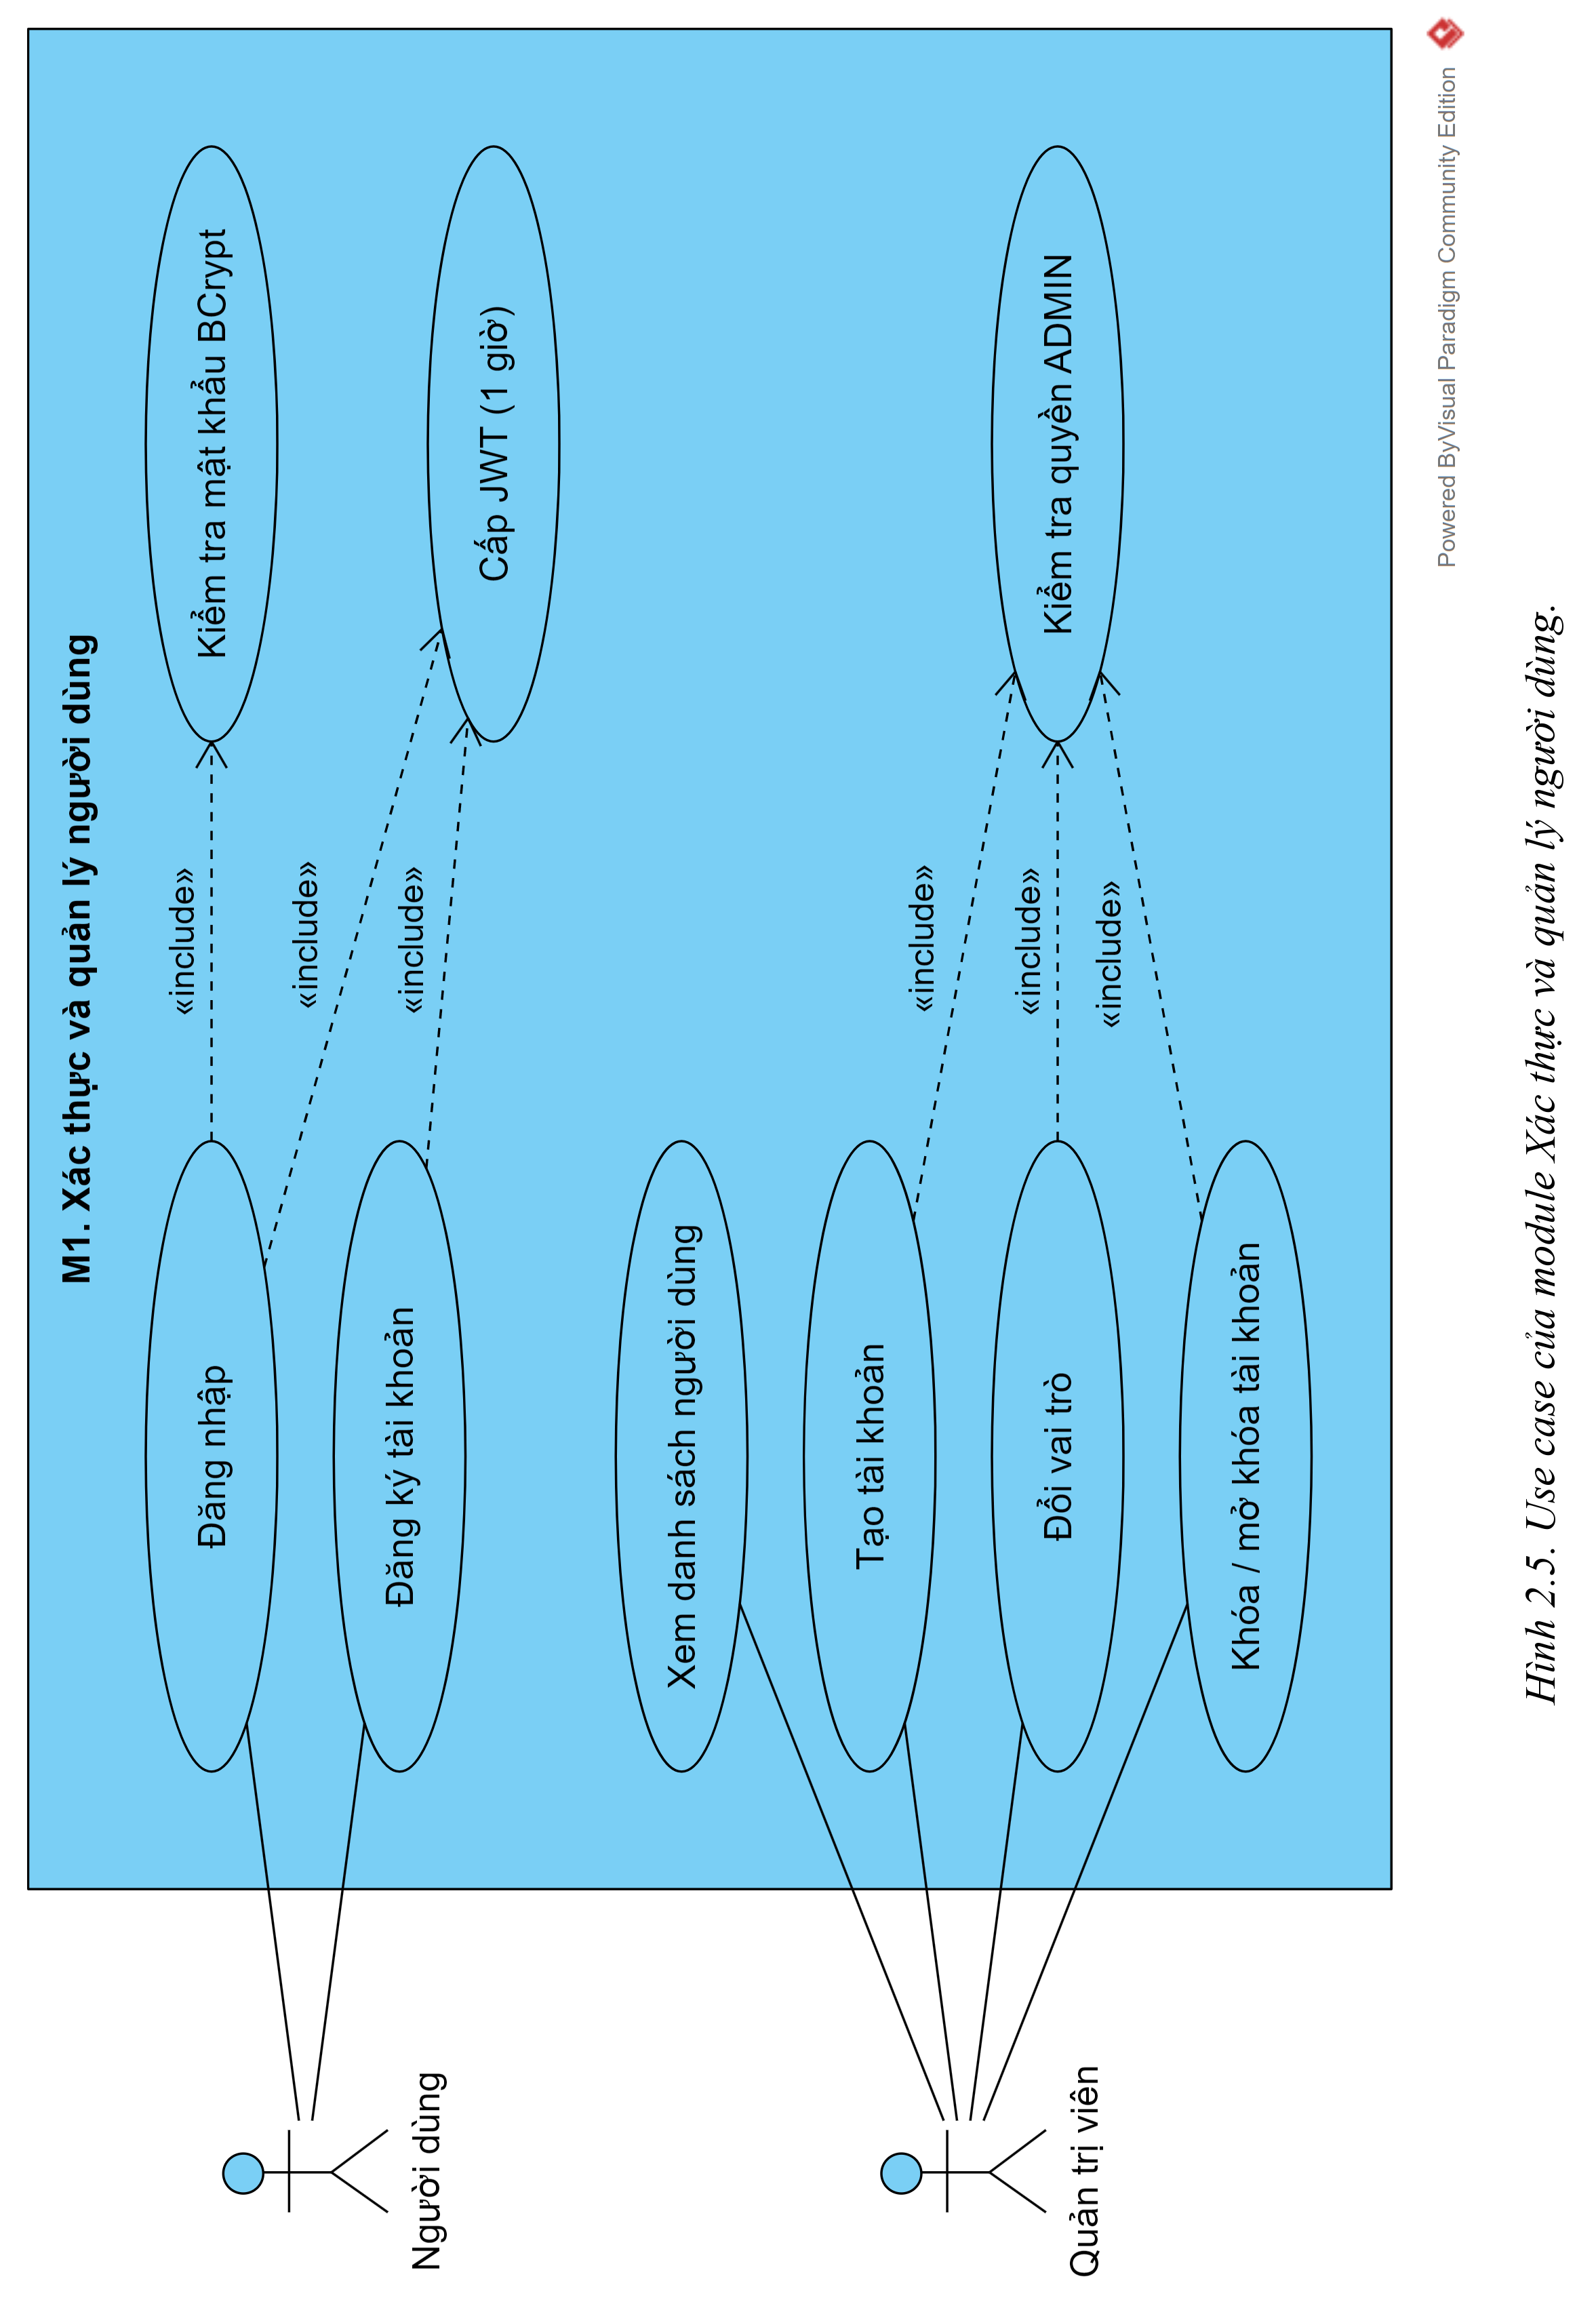 M1. Xác thực và quản lý người dùng
Đăng nhập
«include»
Kiểm tra mật khẩu BCrypt
«include»
Đăng ký tài khoản
«include»
Cấp JWT (1 giờ)
Người dùng
Xem danh sách người dùng
Tạo tài khoản
«include»
Đổi vai trò
«include»
Kiểm tra quyền ADMIN
«include»
Khóa / mở khóa tài khoản
Quản trị viên
Powered ByVisual Paradigm Community Edition
Hình 2.5. Use case của module Xác thực và quản lý người dùng.